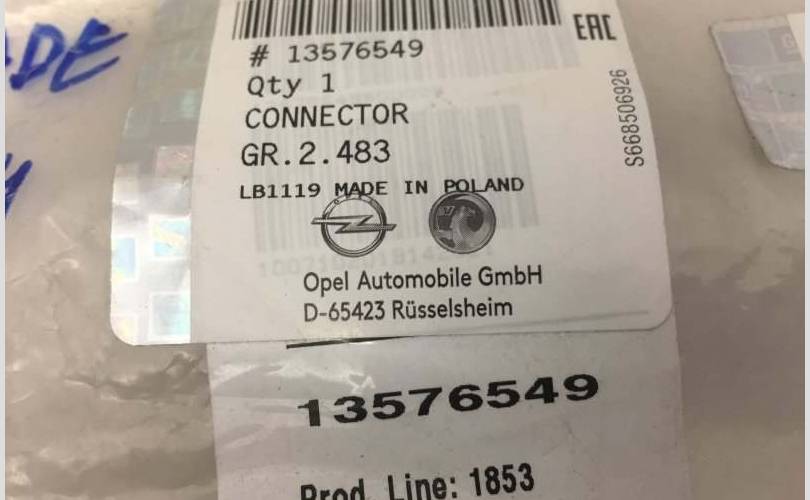 ADE
EAC
# 13576549
Qty 1
CONNECTOR
GR.2.483
LB1119 MADE IN POLAND
S668506926
Opel Automobile GmbH
D-65423 Rüsselsheim
13576549
Prod. Line: 1853